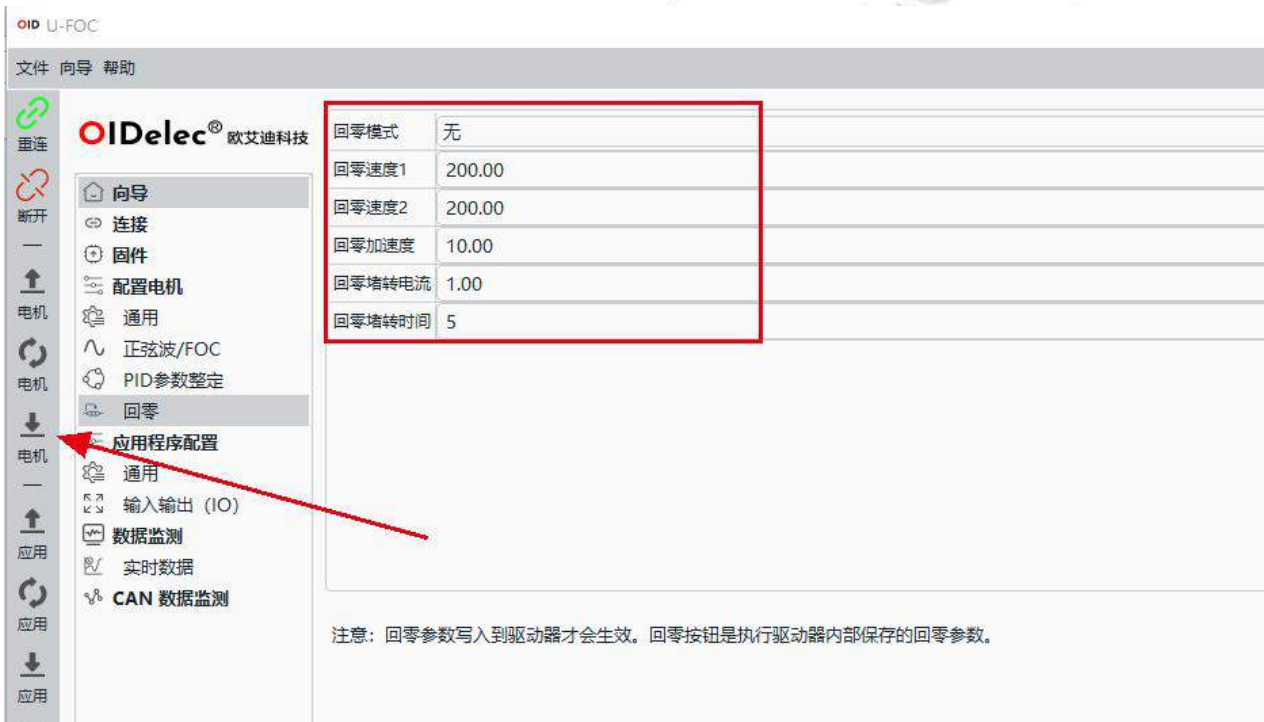 OID U-FOC
文件 向导 帮助
重连
断开
电机
电机
电机
应用
应用
应用
OIDelec® 欧艾迪科技
向导
连接
固件
配置电机
通用
正弦波/FOC
PID参数整定
回零
应用程序配置
通用
输入输出 (IO)
数据监测
实时数据
CAN 数据监测
回零模式 无
回零速度1 200.00
回零速度2 200.00
回零加速度 10.00
回零堵转电流 1.00
回零堵转时间 5
注意：回零参数写入到驱动器才会生效。回零按钮是执行驱动器内部保存的回零参数。